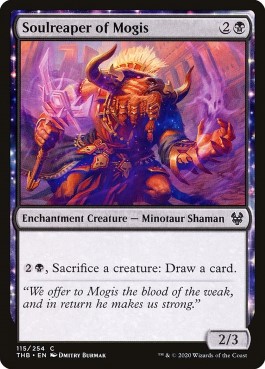 Soulreaper of Mogis 2
Enchantment Creature — Minotaur Shaman
2, Sacrifice a creature: Draw a card.
“We offer to Mogis the blood of the weak,
and in return he makes us strong.”
2/3
115/254 C
THB • EN Dmitry Burmak ™ & © 2020 Wizards of the Coast